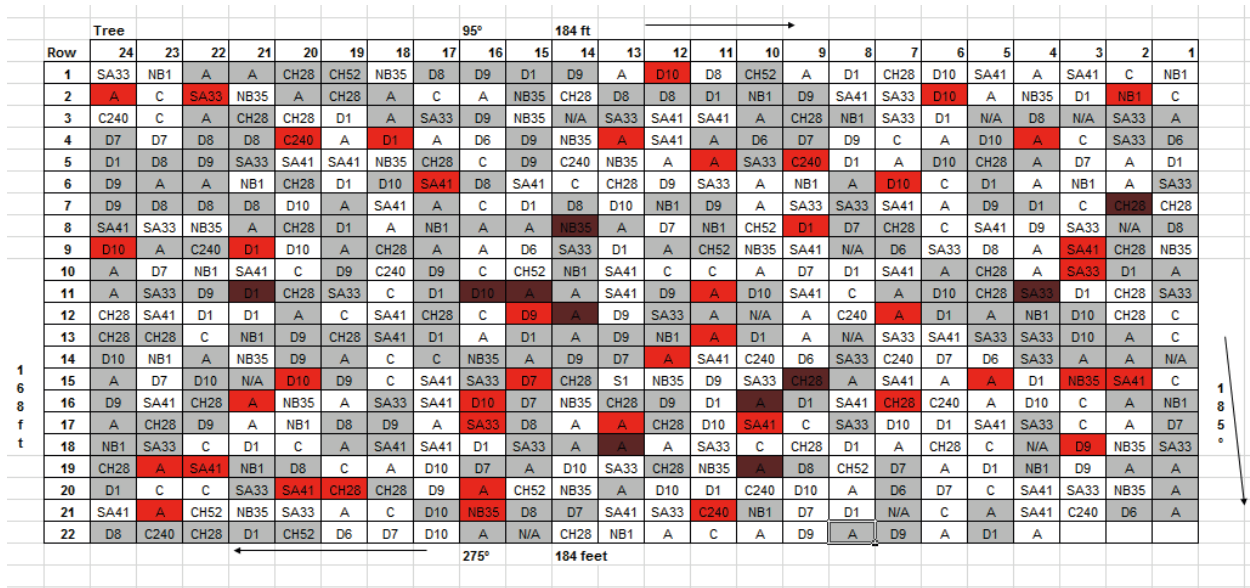 Tree 95° 184 ft
Row 24 23 22 21 20 19 18 17 16 15 14 13 12 11 10 9 8 7 6 5 4 3 2 1
1 SA33 NB1 A A CH28 CH52 NB35 D8 D9 D1 D9 A D10 D8 CH52 A D1 CH28 D10 SA41 A SA41 C NB1
2 A C SA33 NB35 A CH28 A C A NB35 CH28 D8 D8 D1 NB1 D9 SA41 SA33 D10 A NB35 D1 NB1 C
3 C240 C A CH28 CH28 D1 A SA33 D9 NB35 N/A SA33 SA41 SA41 A CH28 NB1 SA33 D1 N/A D8 N/A SA33 A
4 D7 D7 D8 D8 C240 A D1 A D6 D9 NB35 A SA41 A D6 D7 D9 C A D10 A C SA33 D6
5 D1 D8 D9 SA33 SA41 SA41 NB35 CH28 C D9 C240 NB35 A A SA33 C240 D1 A D10 CH28 A D7 A D1
6 D9 A A NB1 CH28 D1 D10 SA41 D8 SA41 C CH28 D9 SA33 A NB1 A D10 C D1 A NB1 A SA33
7 D9 D8 D8 D8 D10 A SA41 A C D1 D8 D10 NB1 D9 A SA33 SA33 SA41 A D9 D1 C CH28 CH28
8 SA41 SA33 NB35 A CH28 D1 A NB1 A A NB35 A D7 NB1 CH52 D1 D7 CH28 C SA41 D9 SA33 N/A D8
9 D10 A C240 D1 D10 A CH28 A A D6 SA33 D1 A CH52 NB35 SA41 N/A D6 SA33 D8 A SA41 CH28 NB35
10 A D7 NB1 SA41 C D9 C240 D9 C CH52 NB1 SA41 C C A D7 D1 SA41 A CH28 A SA33 D1 A
11 A SA33 D9 D1 CH28 SA33 C D1 D10 A A SA41 D9 A D10 SA41 C A D10 CH28 SA33 D1 CH28 SA33
12 CH28 SA41 D1 D1 A C SA41 CH28 C D9 A D9 SA33 A N/A A C240 A D1 A NB1 D10 CH28 C
13 CH28 CH28 C NB1 D9 CH28 SA41 D1 A D1 A D9 NB1 A D1 A N/A SA33 SA41 SA33 SA33 D10 A C
14 D10 NB1 A NB35 D9 A C C NB35 A D9 D7 A SA41 C240 D6 SA33 C240 D7 D6 SA33 A A N/A
15 A D7 D10 N/A D10 D9 C SA41 SA33 D7 CH28 S1 NB35 D9 SA33 CH28 A SA41 A A D1 NB35 SA41 C
16 D9 SA41 CH28 A NB35 A SA33 SA41 D10 D7 NB35 CH28 D9 D1 A D1 SA41 CH28 C240 A D10 C A NB1
17 A CH28 D9 A NB1 D8 D9 A SA33 D8 A A CH28 D10 SA41 C SA33 D10 D1 SA41 SA33 C A D7
18 NB1 SA33 C D1 C A SA41 SA41 D1 SA33 A A A SA33 C CH28 D1 A CH28 C N/A D9 NB35 SA33
19 CH28 A SA41 NB1 D8 C A D10 D7 A D10 SA33 CH28 NB35 A D8 CH52 D7 A D1 NB1 D9 A A
20 D1 C C SA33 SA41 CH28 CH28 D9 A CH52 NB35 A D10 D1 C240 D10 A D6 D7 C SA41 SA33 NB35 A
21 SA41 A CH52 NB35 SA33 A C D10 NB35 D8 D7 SA41 SA33 C240 NB1 D7 D1 N/A C A SA41 C240 D6 A
22 D8 C240 CH28 D1 CH52 D6 D7 D10 A N/A CH28 NB1 A C A D9 A D9 A D1 A
275° 184 feet
168ft
185°